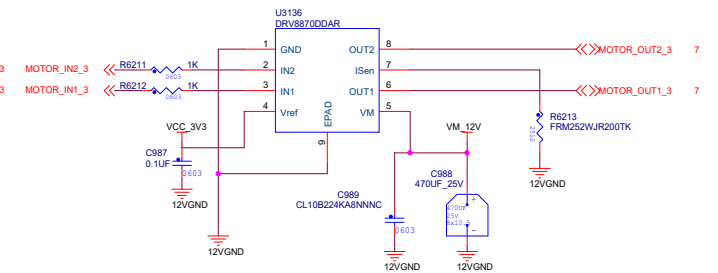 U3136
DRV8870DDAR
1 GND OUT2 8 MOTOR_OUT2_3 7
3 MOTOR_IN2_3 R6211 1K 2 IN2 ISen 7
0603
3 MOTOR_IN1_3 R6212 1K 3 IN1 OUT1 6 MOTOR_OUT1_3 7
0603
4 Vref VM 5
EPAD
9
R6213
FRM252WJR200TK
2512
VCC_3V3
VM_12V
C987
0.1UF
0603
12VGND
12VGND
C989
CL10B224KA8NNNC
0603
C988
470UF_25V
+
470UF
25V
8x10.5
-
12VGND
12VGND
12VGND